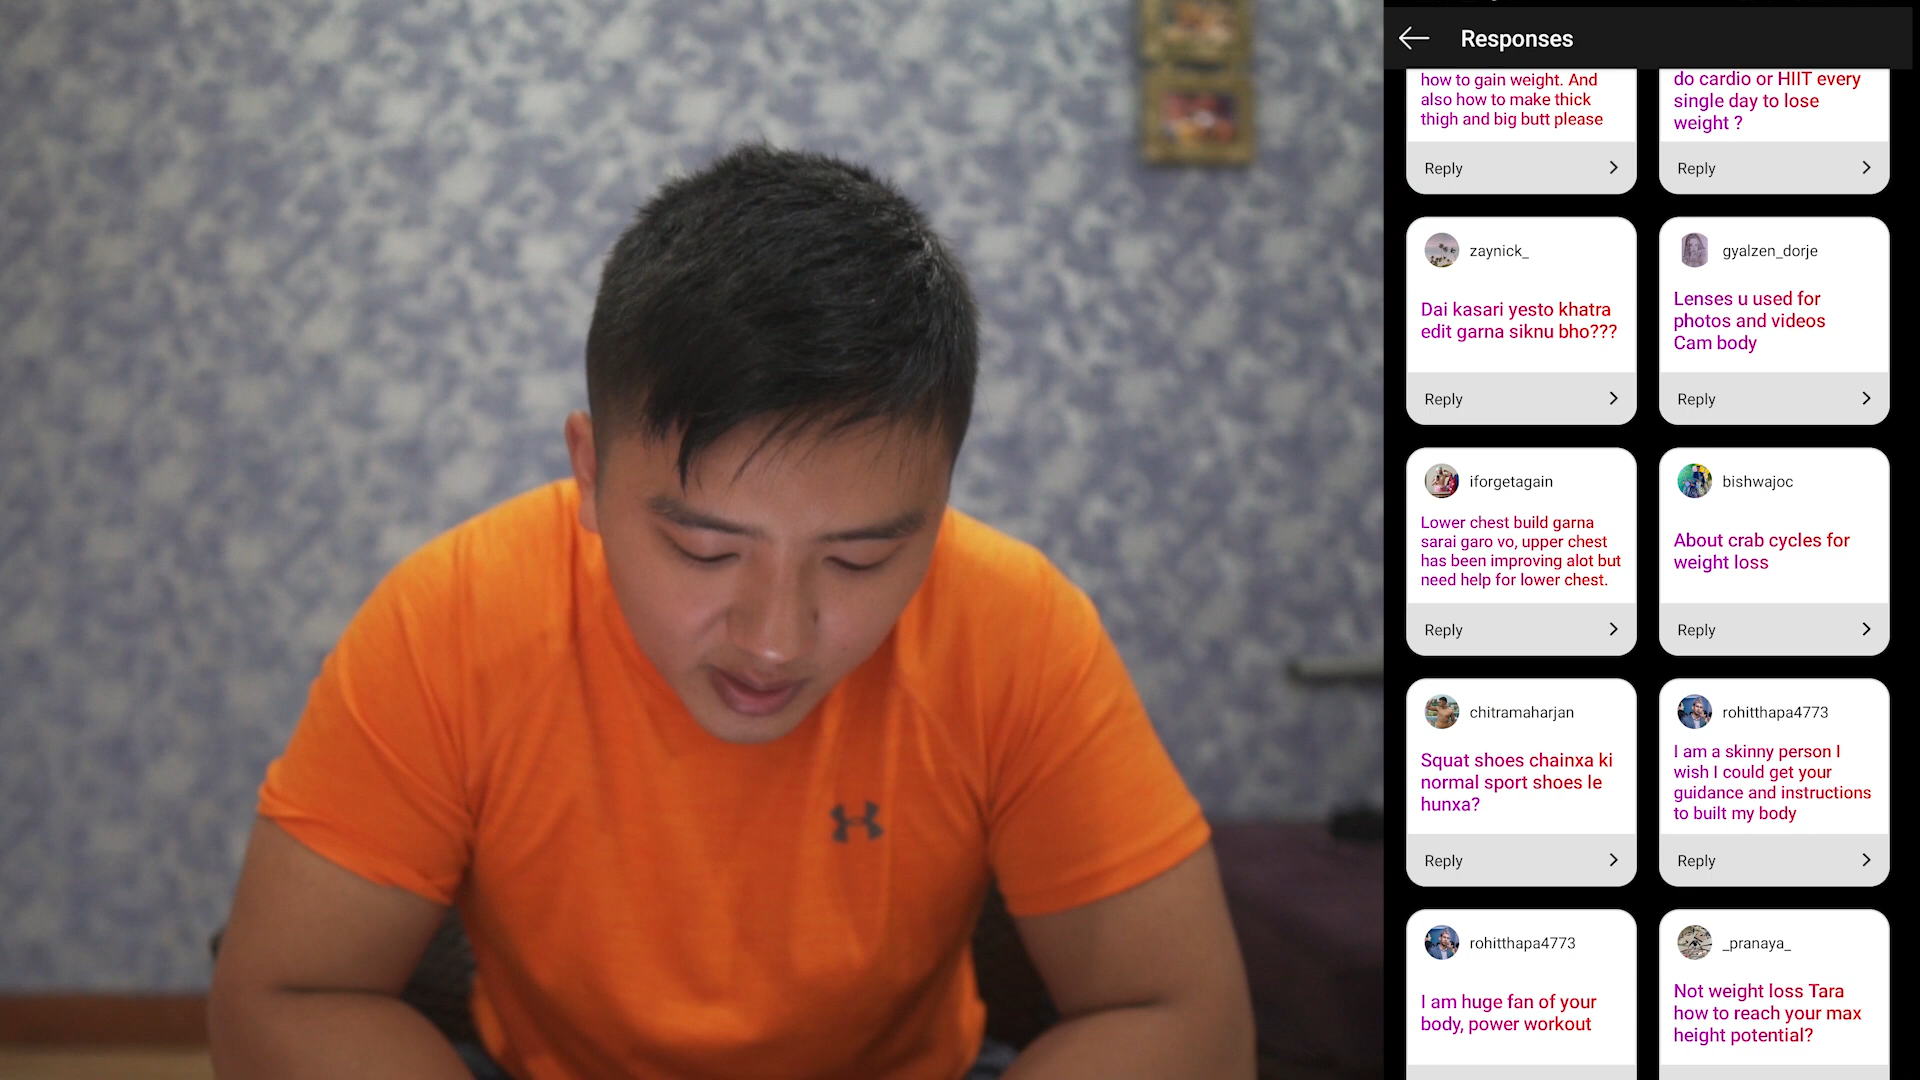 Responses
how to gain weight. And
also how to make thick
thigh and big butt please
Reply
do cardio or HIIT every
single day to lose
weight ?
Reply
zaynick_
Dai kasari yesto khatra
edit garna siknu bho???
Reply
gyalzen_dorje
Lenses u used for
photos and videos
Cam body
Reply
iforgetagain
Lower chest build garna
sarai garo vo, upper chest
has been improving alot but
need help for lower chest.
Reply
bishwajoc
About crab cycles for
weight loss
Reply
chitramaharjan
Squat shoes chainxa ki
normal sport shoes le
hunxa?
Reply
rohitthapa4773
I am a skinny person I
wish I could get your
guidance and instructions
to built my body
Reply
rohitthapa4773
I am huge fan of your
body, power workout
_pranaya_
Not weight loss Tara
how to reach your max
height potential?